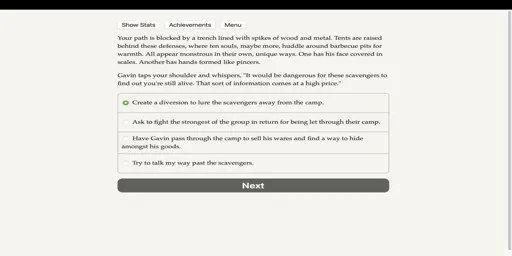 Show Stats Achievements Menu
Your path is blocked by a trench lined with spikes of wood and metal. Tents are raised
behind these defenses, where ten souls, maybe more, huddle around barbecue pits for
warmth. All appear monstrous in their own, unique ways. One has his face covered in
scales. Another has hands formed like pincers.
Gavin taps your shoulder and whispers, "It would be dangerous for these scavengers to
find out you're still alive. That sort of information comes at a high price."
Create a diversion to lure the scavengers away from the camp.
Ask to fight the strongest of the group in return for being let through their camp.
Have Gavin pass through the camp to sell his wares and find a way to hide
amongst his goods.
Try to talk my way past the scavengers.
Next